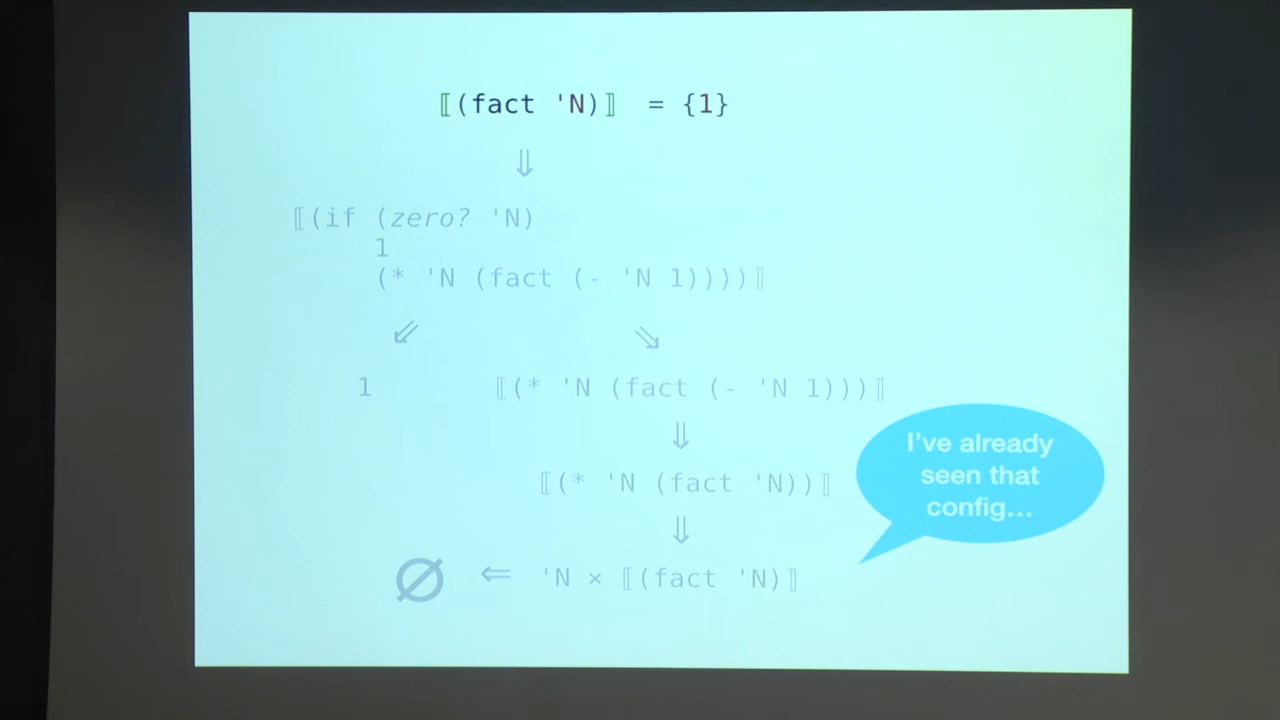 ⟦(fact 'N)⟧ = {1}
⇓
⟦(if (zero? 'N)
1
(* 'N (fact (- 'N 1))))⟧
⇙ ⇘
1 ⟦(* 'N (fact (- 'N 1)))⟧
⇓
⟦(* 'N (fact 'N))⟧
⇓
∅ ⇐ 'N × ⟦(fact 'N)⟧
I've already
seen that
config…